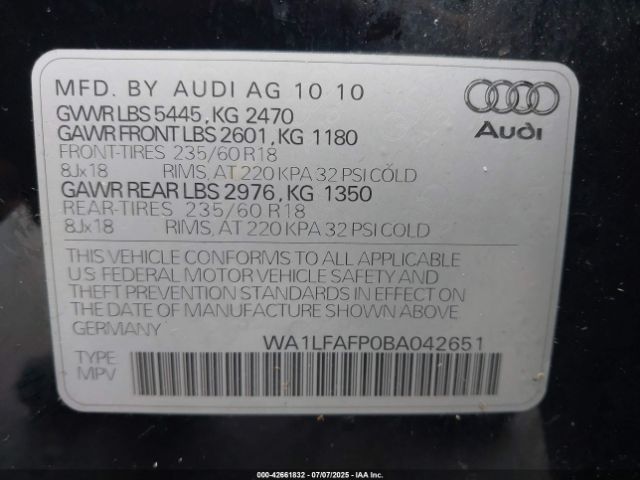 MFD. BY AUDI AG 10 10
GVWR LBS 5445, KG 2470
GAWR FRONT LBS 2601, KG 1180
FRONT-TIRES 235/60 R18
8Jx18 RIMS, AT 220 KPA 32 PSI COLD
GAWR REAR LBS 2976, KG 1350
REAR-TIRES 235/60 R18
8Jx18 RIMS, AT 220 KPA 32 PSI COLD
Audi
THIS VEHICLE CONFORMS TO ALL APPLICABLE
US FEDERAL MOTOR VEHICLE SAFETY AND
THEFT PREVENTION STANDARDS IN EFFECT ON
THE DATE OF MANUFACTURE SHOWN ABOVE.
GERMANY
WA1LFAFP0BA042651
TYPE
MPV
000-42661832 - 07/07/2025 - IAA Inc.